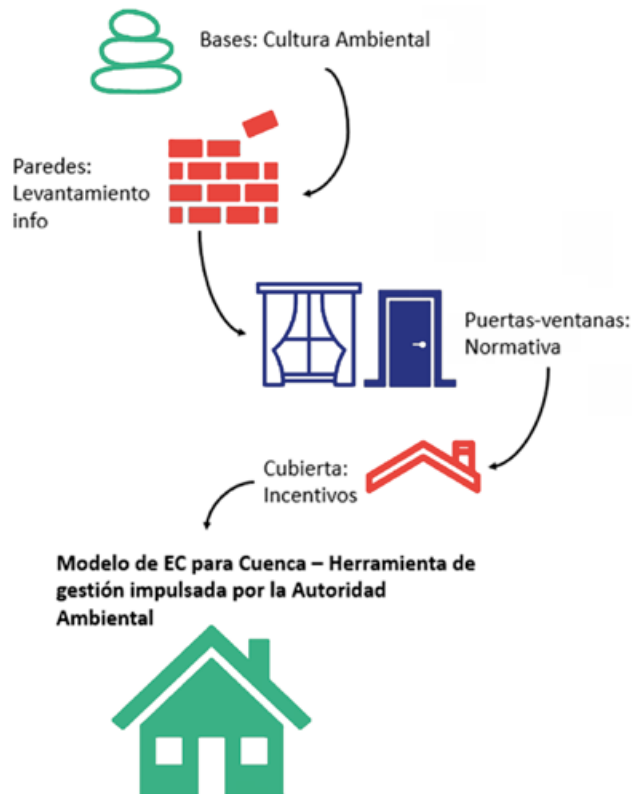 Bases: Cultura Ambiental
Paredes:
Levantamiento
info
Puertas-ventanas:
Normativa
Cubierta:
Incentivos
Modelo de EC para Cuenca – Herramienta de
gestión impulsada por la Autoridad
Ambiental